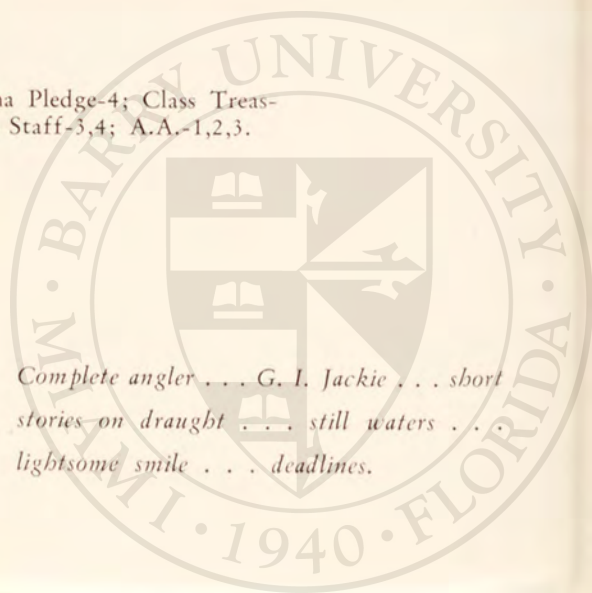 na Pledge-4; Class Treas-
Staff-3,4; A.A.-1,2,3.
Complete angler . . . G. I. Jackie . . . short
stories on draught . . . still waters . . .
lightsome smile . . . deadlines.
BARRY UNIVERSITY
MIAMI · 1940 · FLORIDA